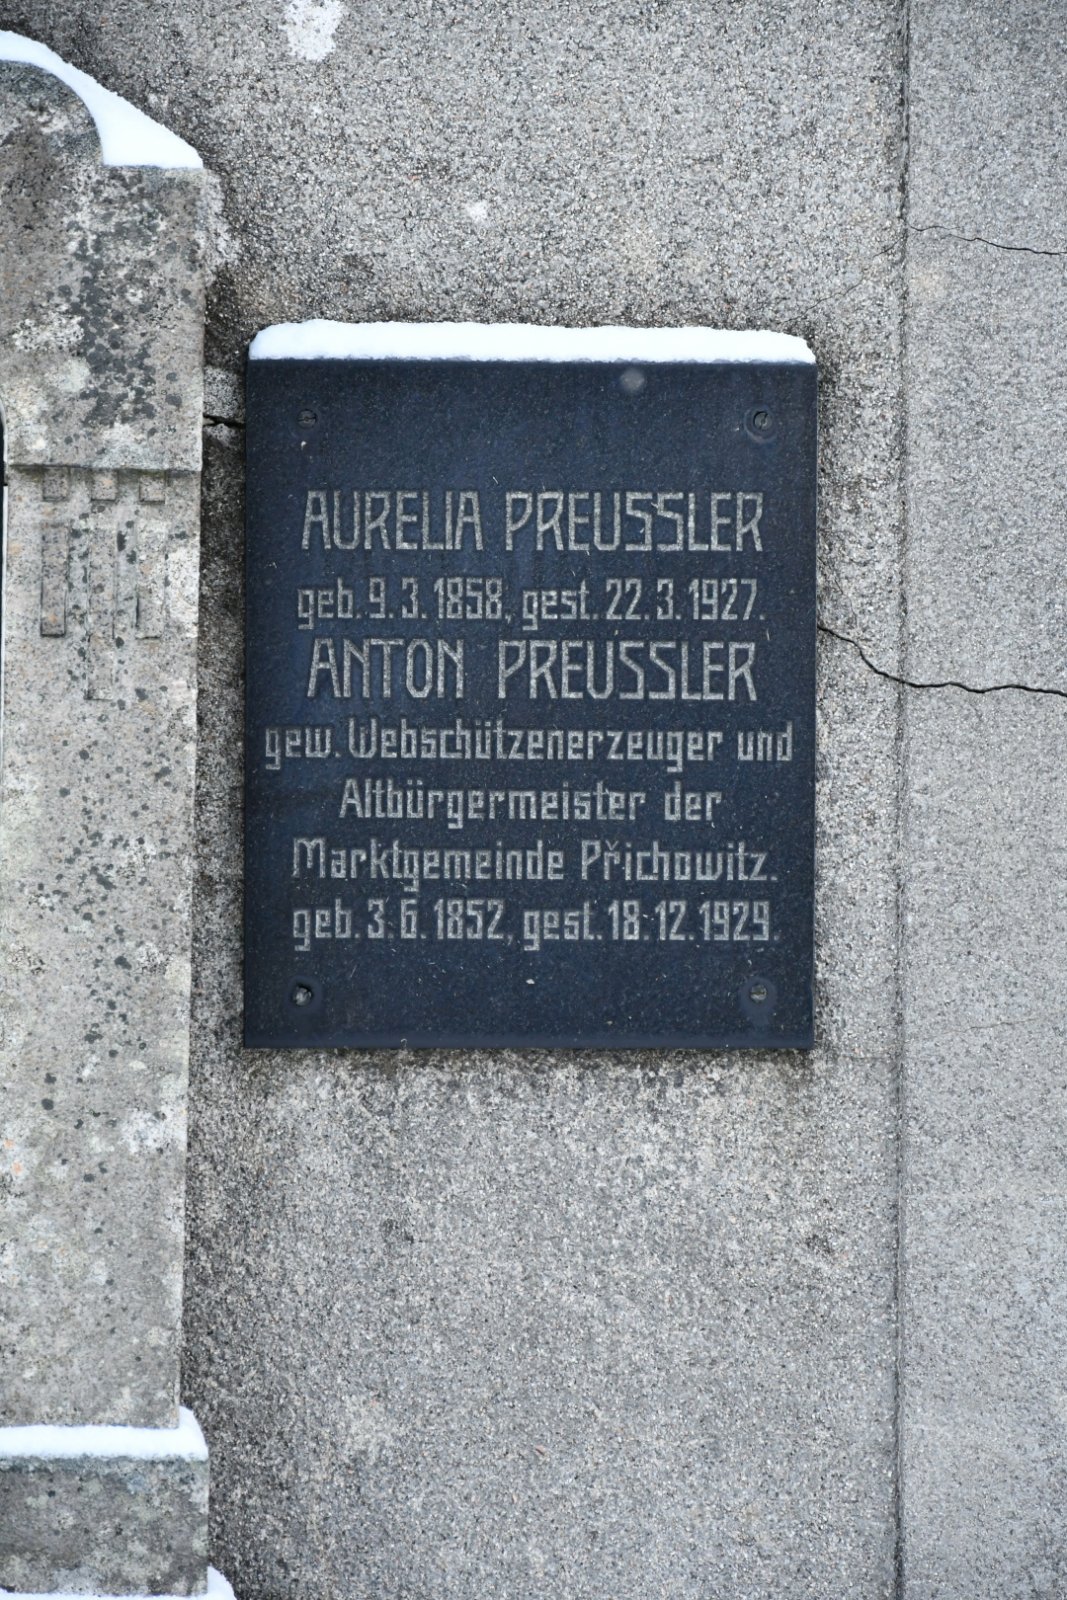 AURELIA PREUSSLER
geb. 9.3.1858, gest. 22.3.1927.
ANTON PREUSSLER
gew. Webschützenerzeuger und
Altbürgermeister der
Marktgemeinde Přichowitz.
geb. 3.6.1852, gest. 18.12.1929.